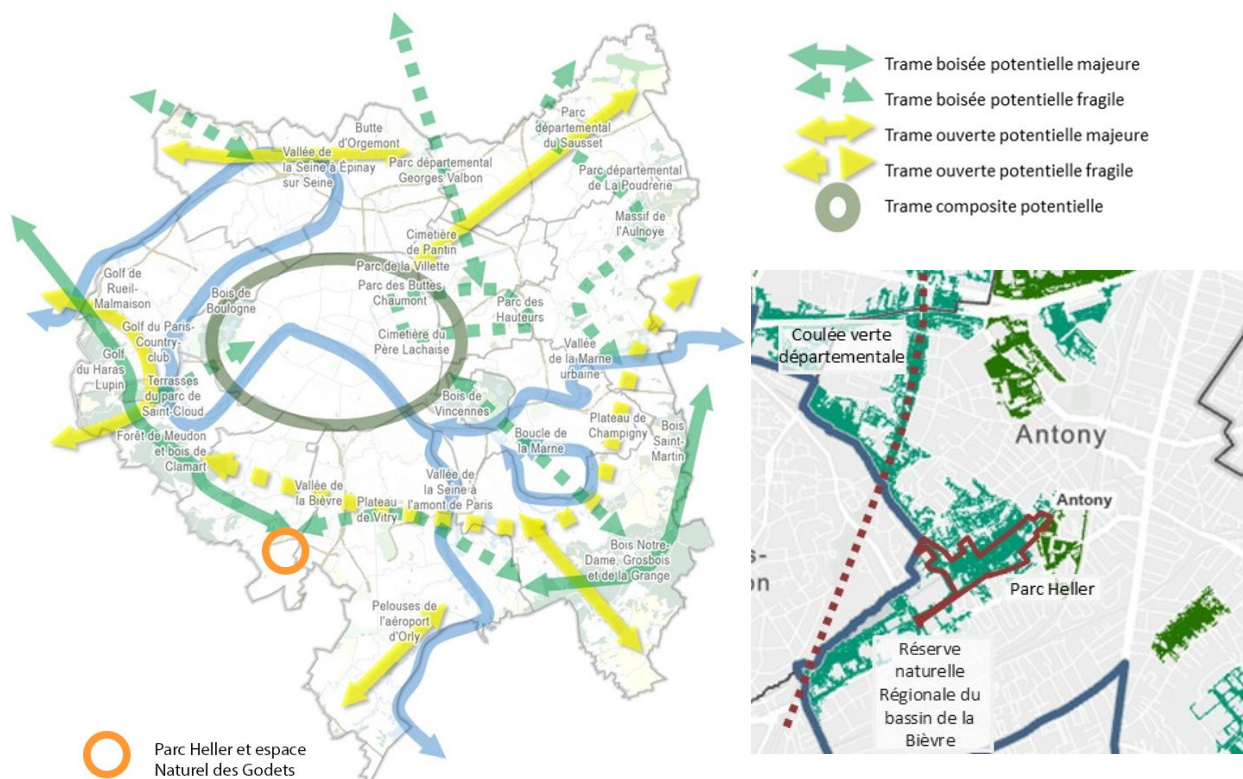 Butte
d'Orgemont
Vallée de
la Seine à Épinay
sur Seine
Parc départemental
Georges Valbon
Parc
départemental
du Sausset
Parc départemental
de La Poudrerie
Massif de
l'Aulnoye
Cimetière
de Pantin
Parc de la Villette
Parc des Buttes
Chaumont
Parc des
Hauteurs
Cimetière du
Père Lachaise
Golf de
Rueil-
Malmaison
Bois de
Boulogne
Golf du Paris-
Country-
club
Golf
du Haras
Lupin
Terrasses
du parc de
Saint-Cloud
Forêt de Meudon
et bois de
Clamart
Vallée
de la Marne
urbaine
Bois de
Vincennes
Boucle de
la Marne
Plateau de
Champigny
Bois
Saint-
Martin
Vallée
de la Bièvre
Plateau
de Vitry
Vallée de
la Seine à
l'amont de Paris
Bois Notre-
Dame, Grosbois
et de la Grange
Pelouses de
l'aéroport
d'Orly
Parc Heller et espace
Naturel des Godets
Trame boisée potentielle majeure
Trame boisée potentielle fragile
Trame ouverte potentielle majeure
Trame ouverte potentielle fragile
Trame composite potentielle
Coulée verte
départementale
Antony
Antony
Parc Heller
s-
on
Réserve
naturelle
Régionale du
bassin de la
Bièvre